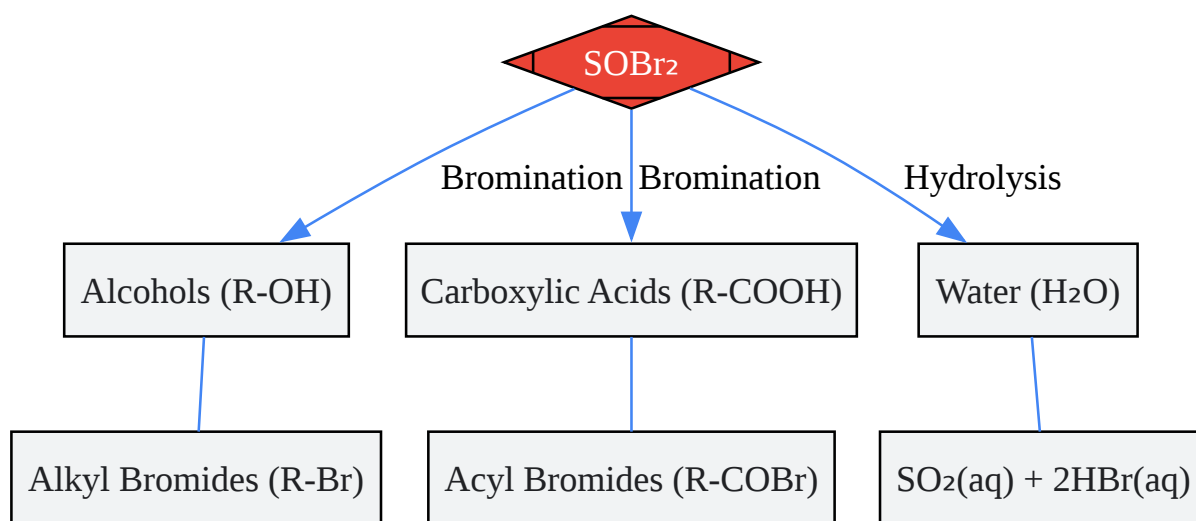 SOBr₂
Bromination
Bromination
Hydrolysis
Alcohols (R-OH)
Carboxylic Acids (R-COOH)
Water (H₂O)
Alkyl Bromides (R-Br)
Acyl Bromides (R-COBr)
SO₂(aq) + 2HBr(aq)